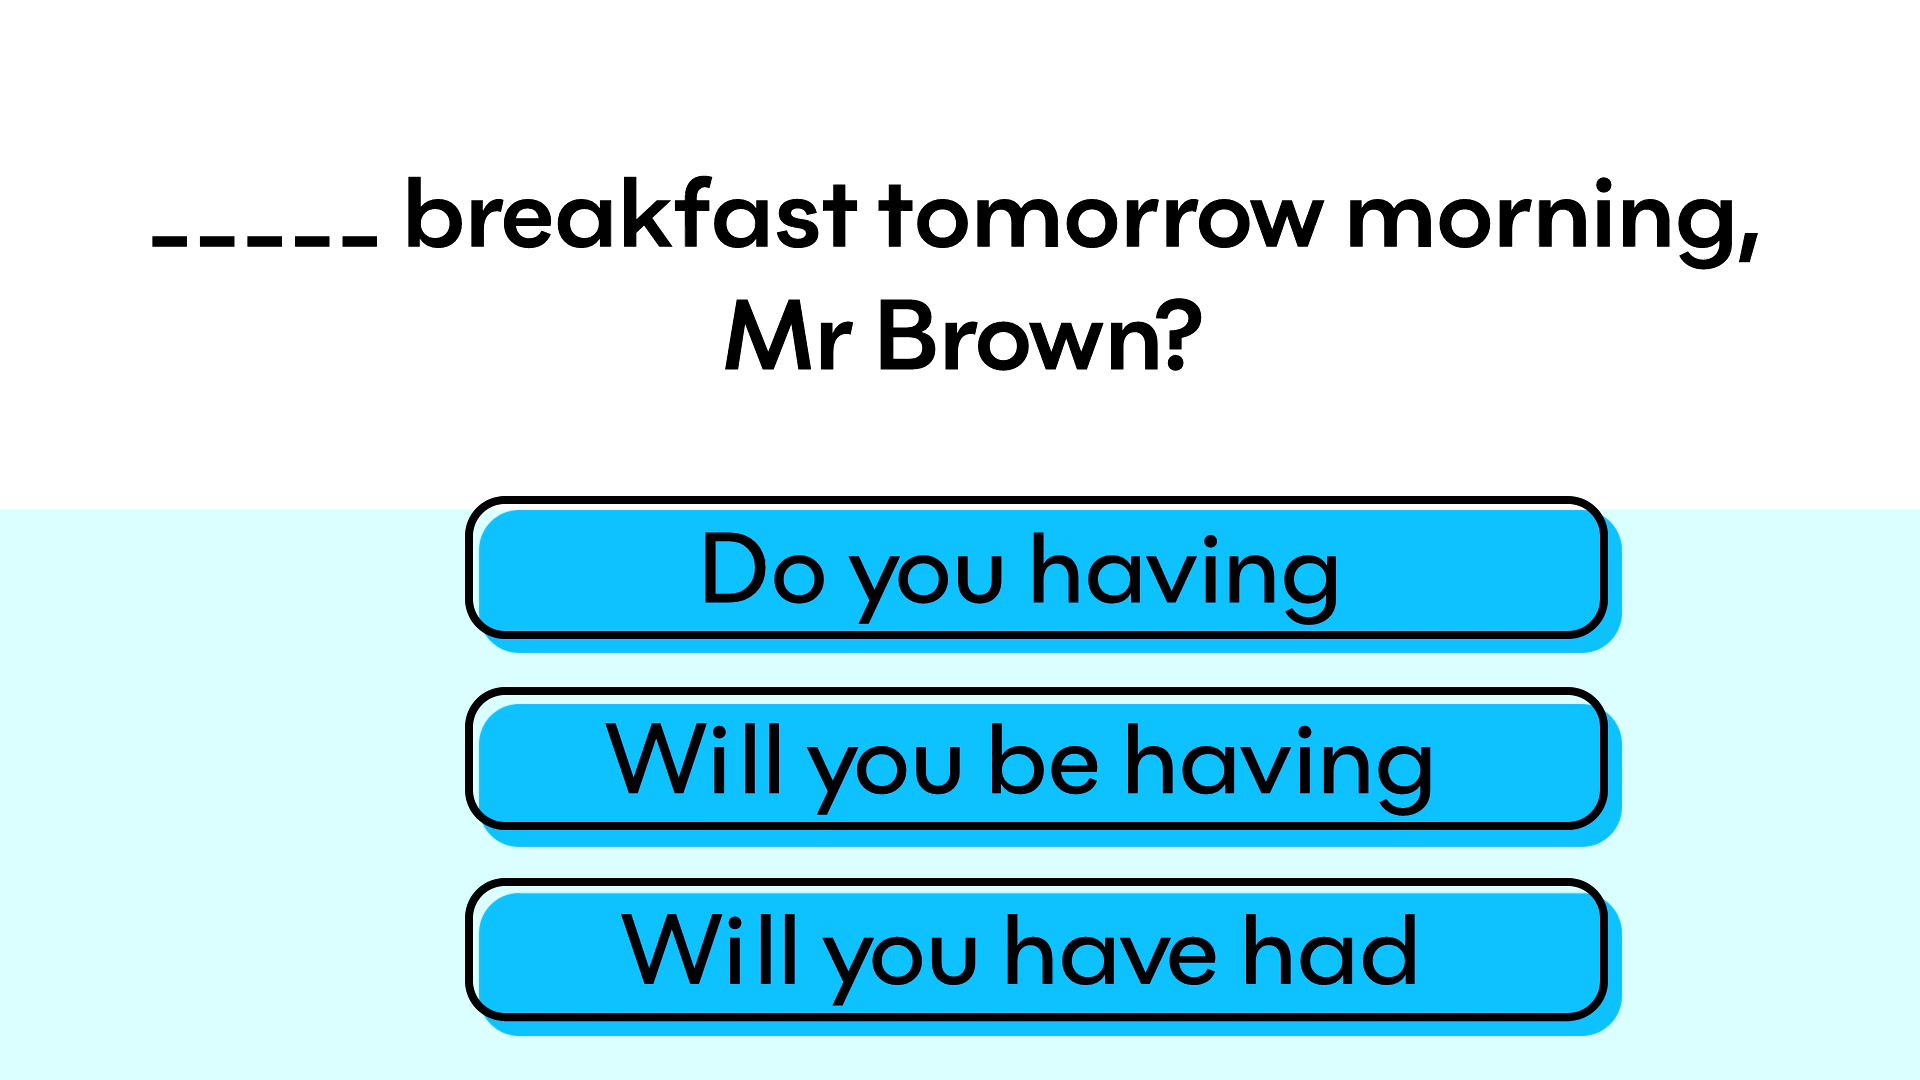 _____ breakfast tomorrow morning,
Mr Brown?
Do you having
Will you be having
Will you have had